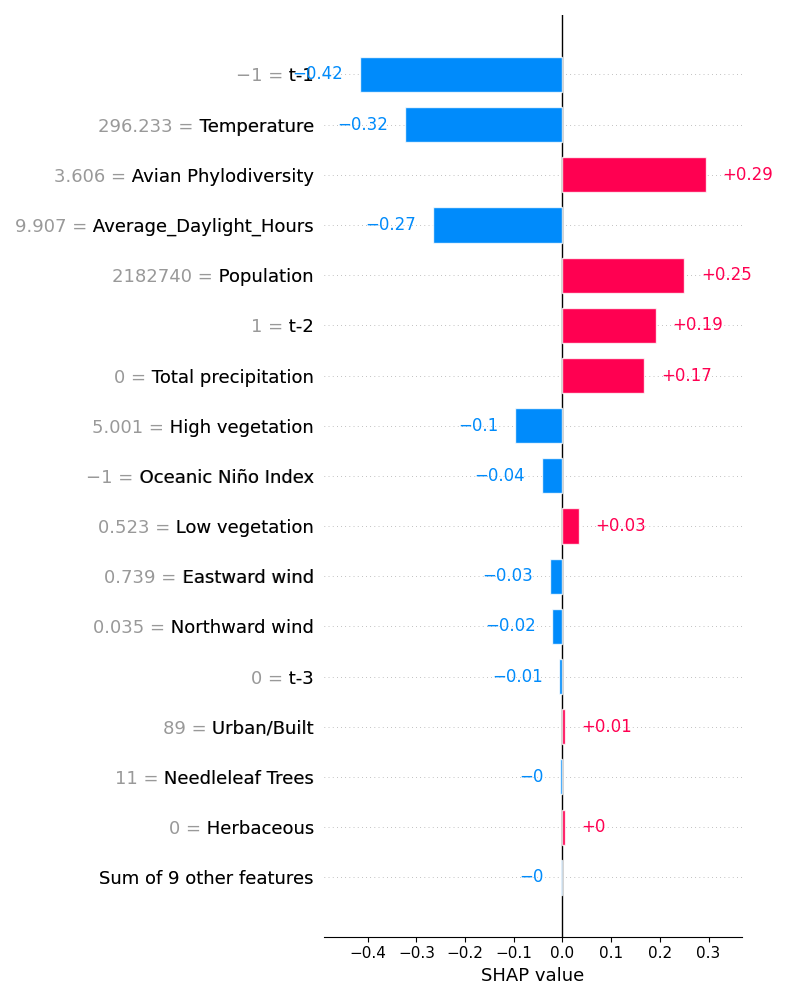 −1 = t-1 −0.42
296.233 = Temperature −0.32
3.606 = Avian Phylodiversity +0.29
9.907 = Average_Daylight_Hours −0.27
2182740 = Population +0.25
1 = t-2 +0.19
0 = Total precipitation +0.17
5.001 = High vegetation −0.1
−1 = Oceanic Niño Index −0.04
0.523 = Low vegetation +0.03
0.739 = Eastward wind −0.03
0.035 = Northward wind −0.02
0 = t-3 −0.01
89 = Urban/Built +0.01
11 = Needleleaf Trees −0
0 = Herbaceous +0
Sum of 9 other features −0
−0.4 −0.3 −0.2 −0.1 0.0 0.1 0.2 0.3
SHAP value